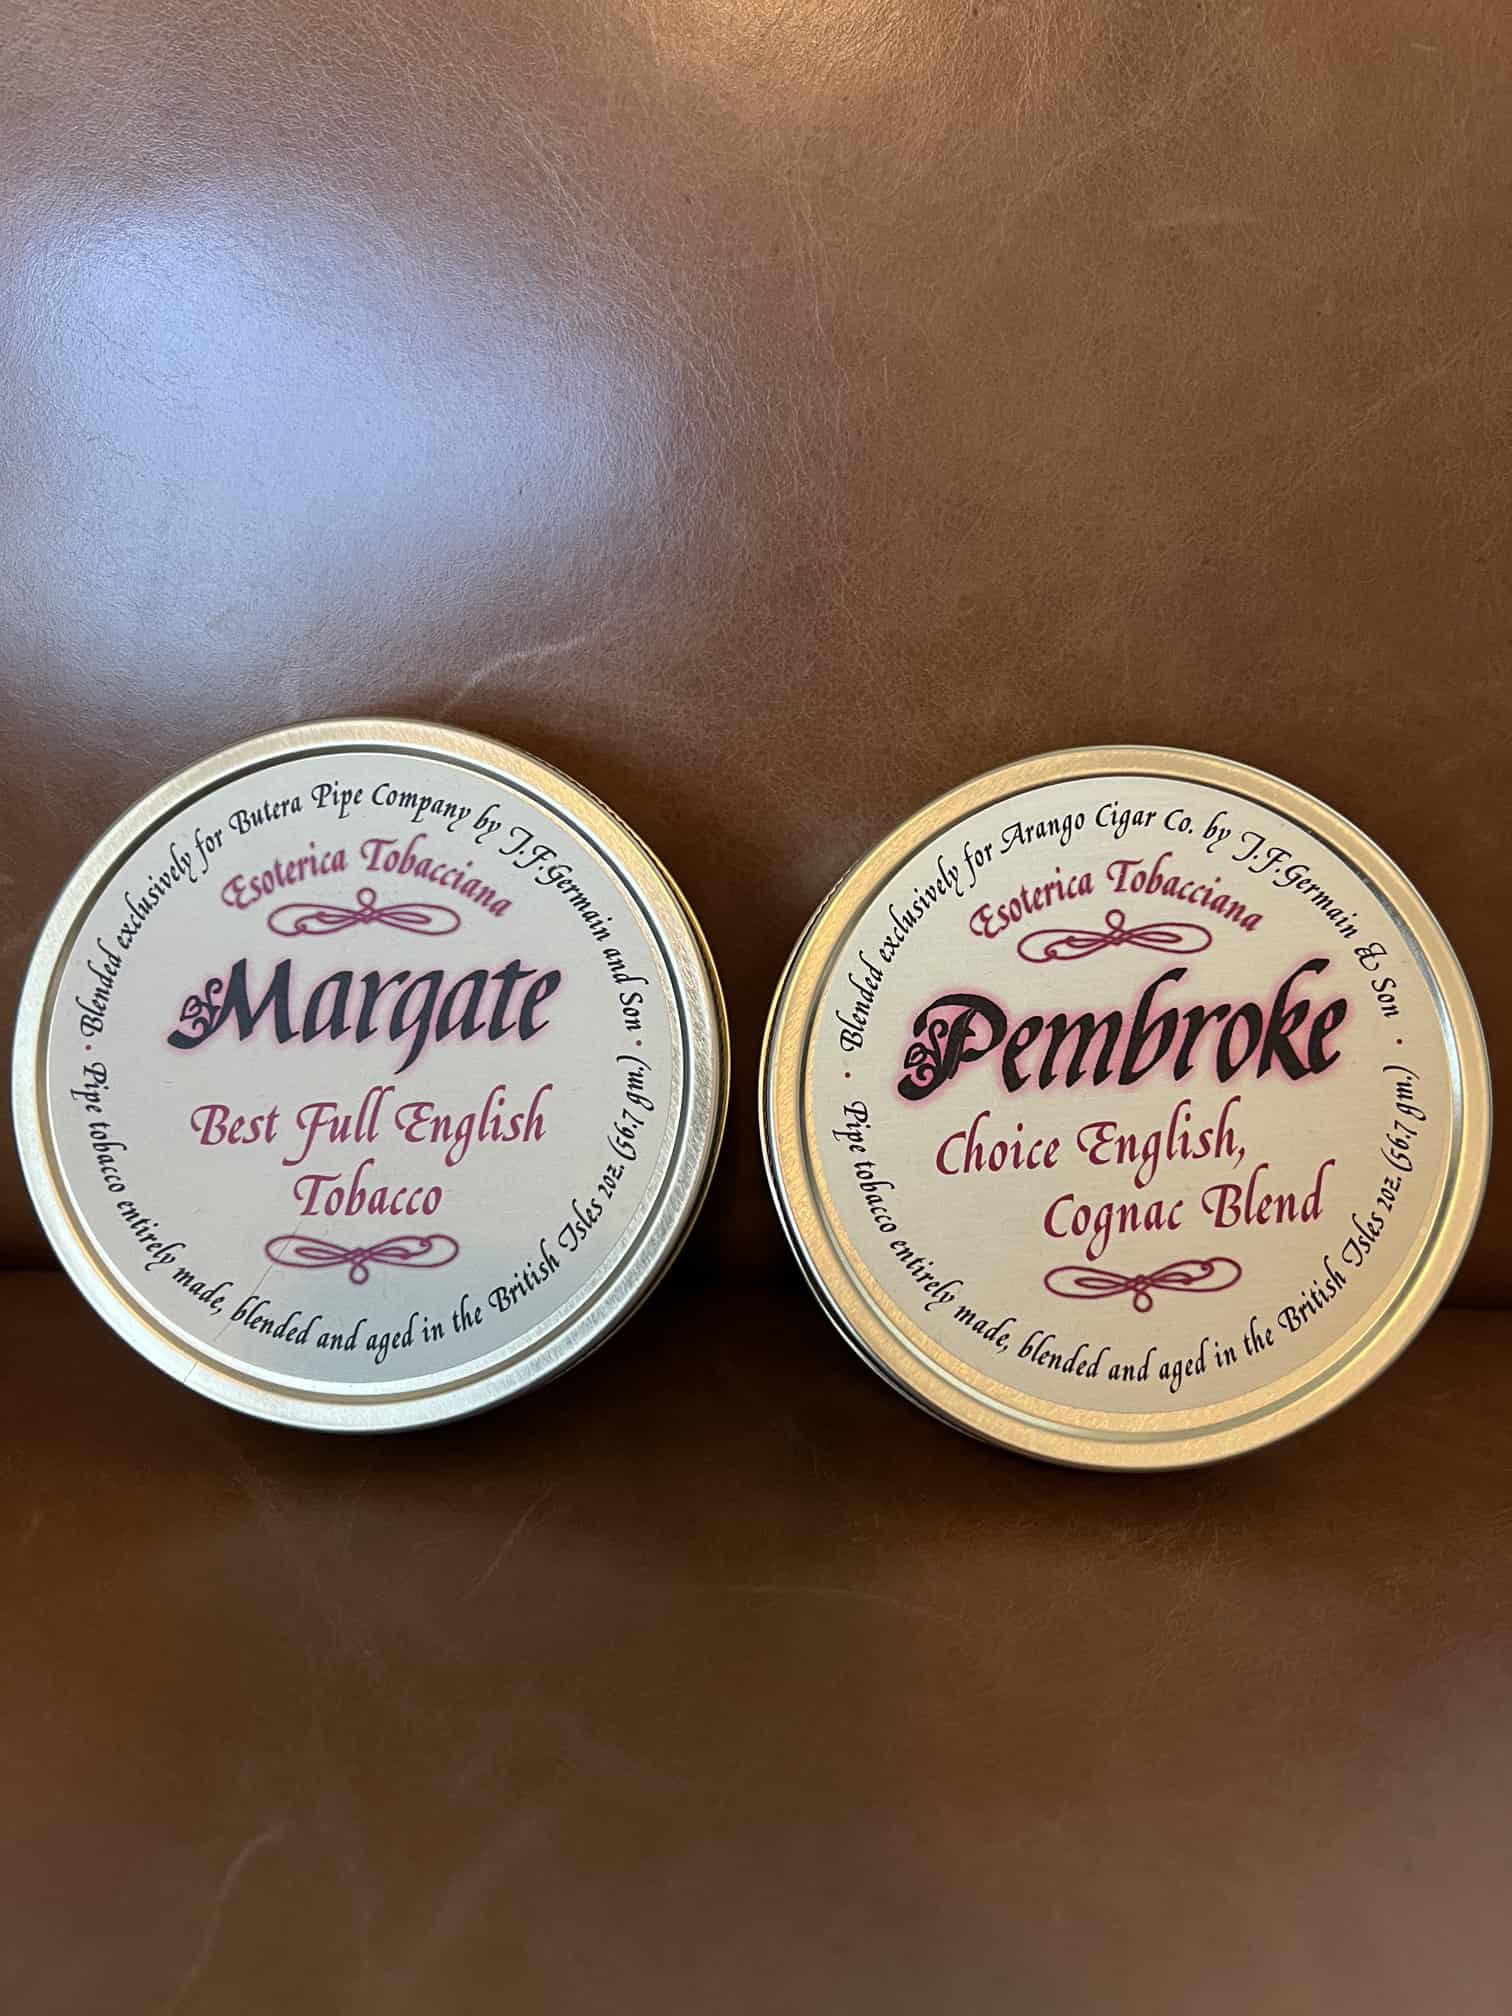 Blended exclusively for Butera Pipe Company by J.F.Germain and Son
Esoterica Tobacciana
Margate
Best Full English
Tobacco
Pipe tobacco entirely made, blended and aged in the British Isles 2oz. (56.7 gm.)
Blended exclusively for Arango Cigar Co. by J.F.Germain & Son
Esoterica Tobacciana
Pembroke
Choice English,
Cognac Blend
Pipe tobacco entirely made, blended and aged in the British Isles 2oz. (56.7 gm.)